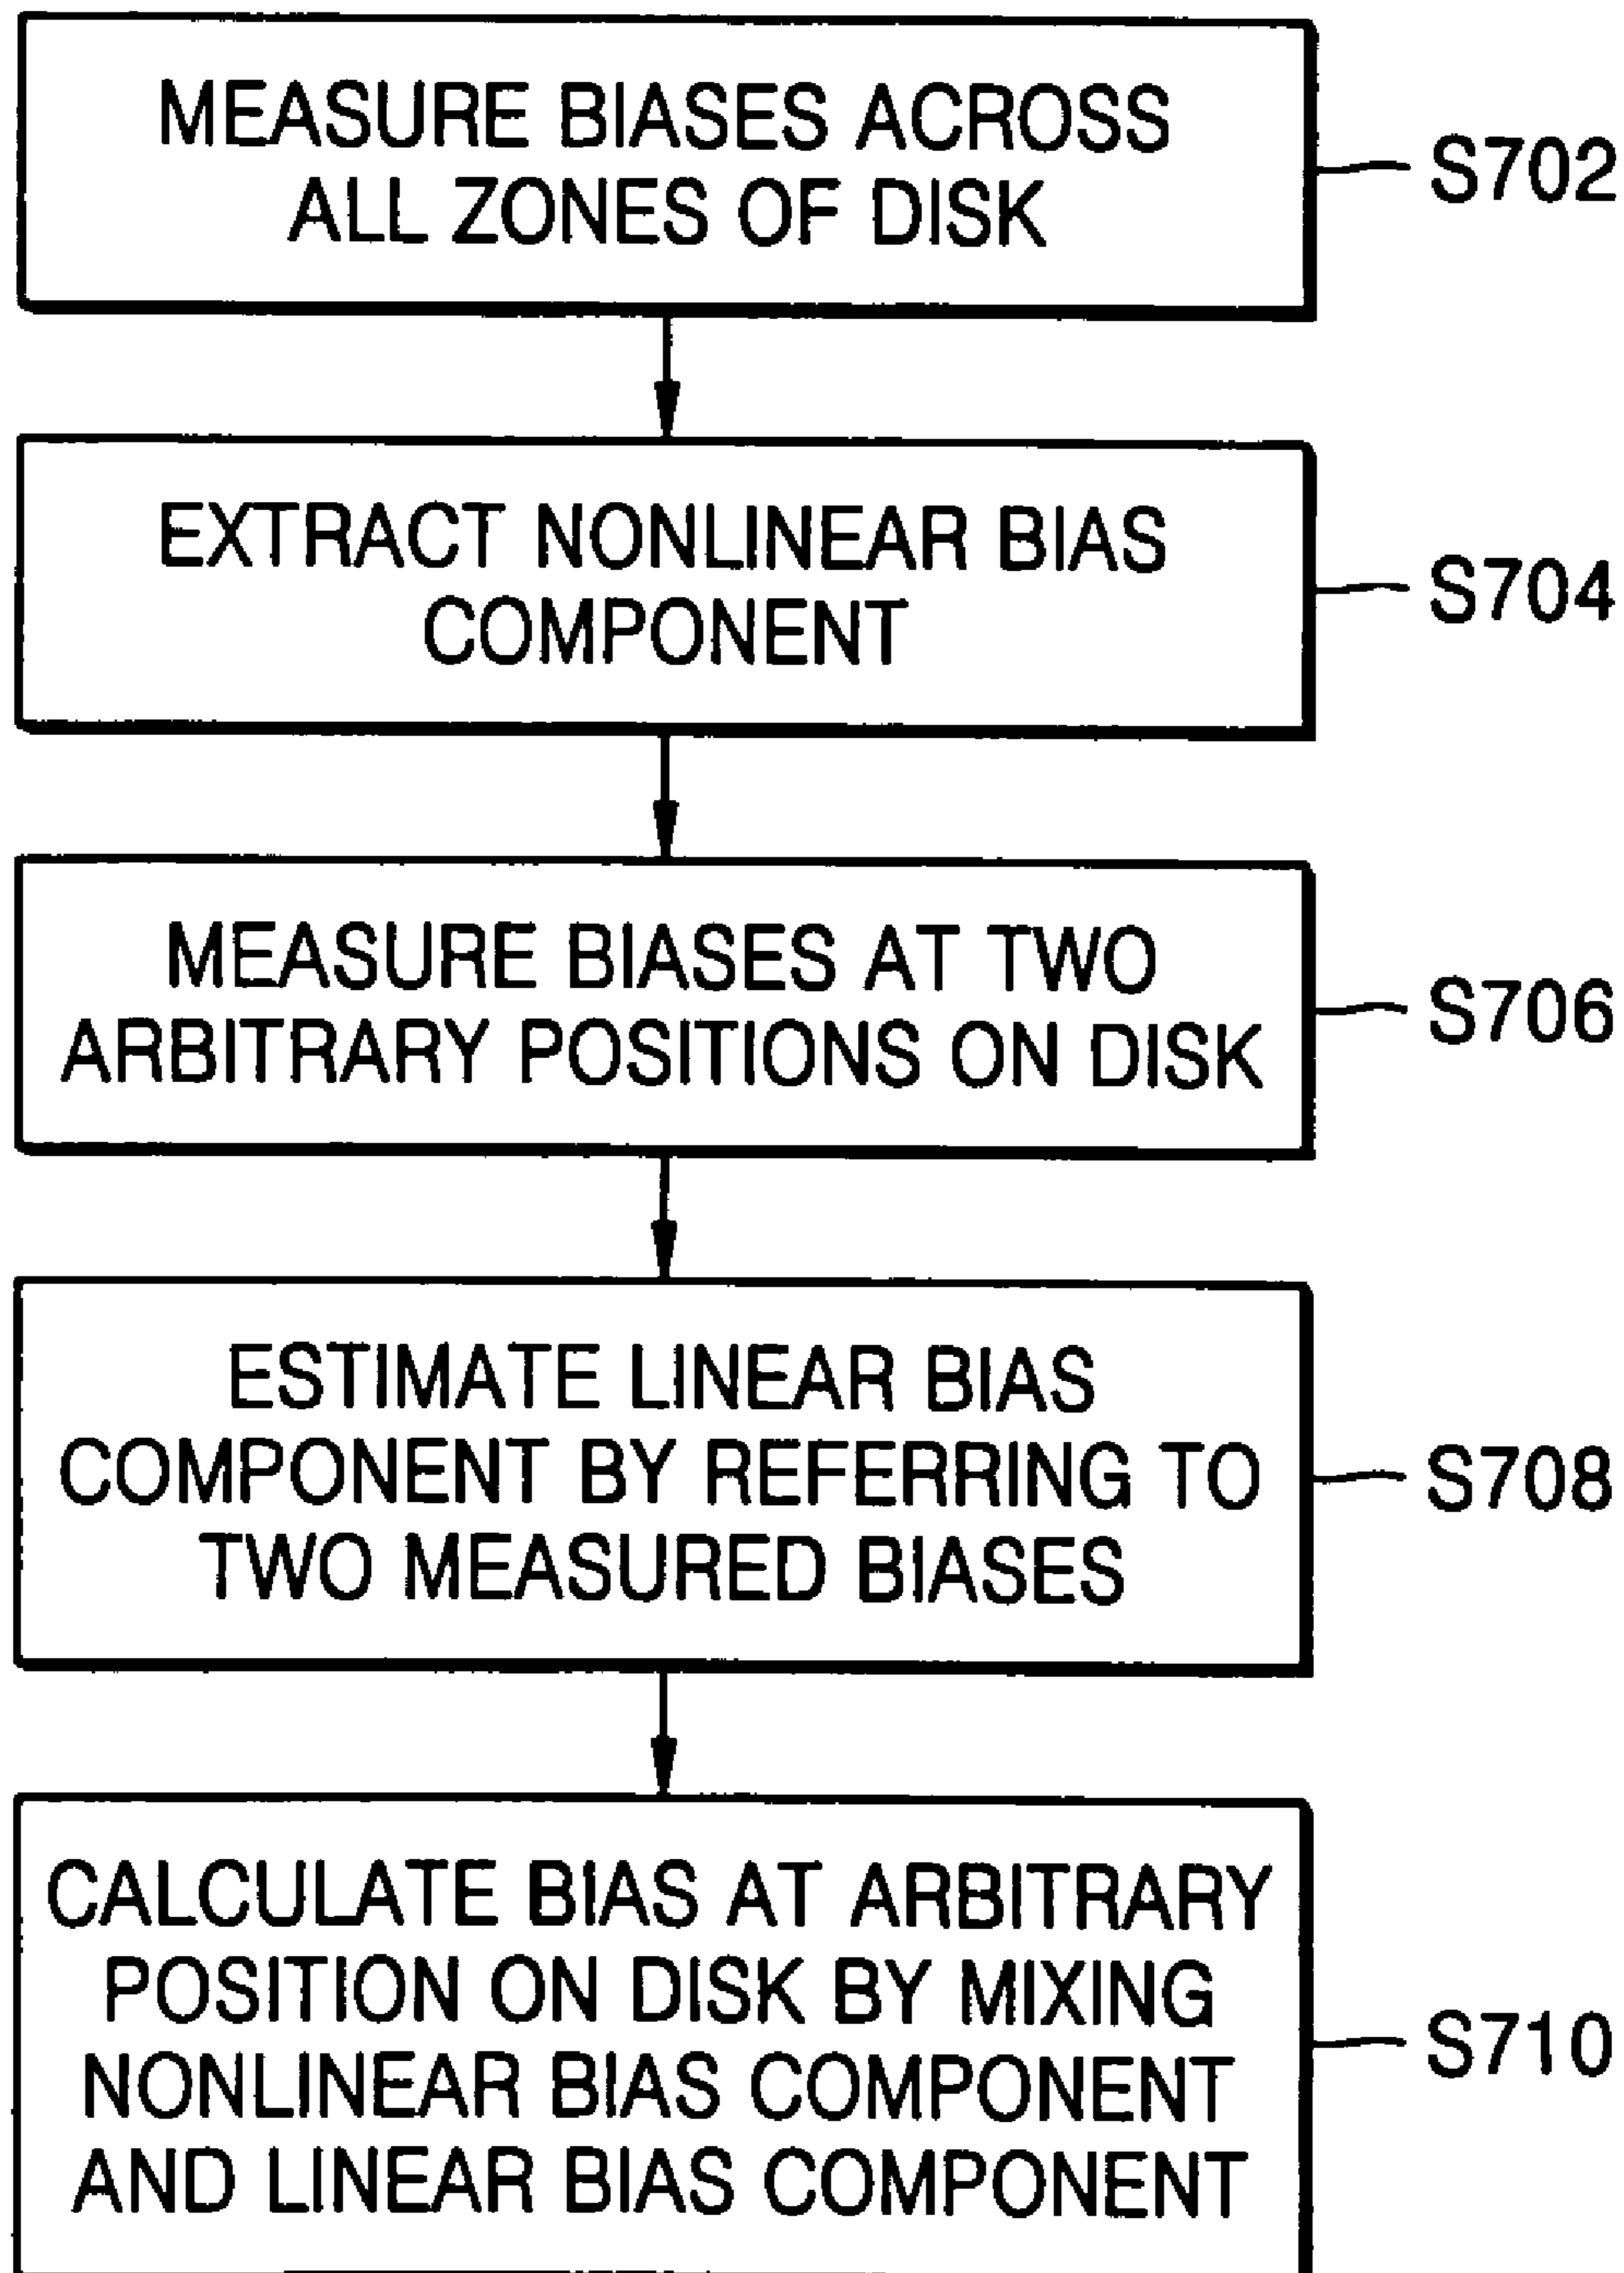 MEASURE BIASES ACROSS
ALL ZONES OF DISK
S702
EXTRACT NONLINEAR BIAS
COMPONENT
S704
MEASURE BIASES AT TWO
ARBITRARY POSITIONS ON DISK
S706
ESTIMATE LINEAR BIAS
COMPONENT BY REFERRING TO
TWO MEASURED BIASES
S708
CALCULATE BIAS AT ARBITRARY
POSITION ON DISK BY MIXING
NONLINEAR BIAS COMPONENT
AND LINEAR BIAS COMPONENT
S710